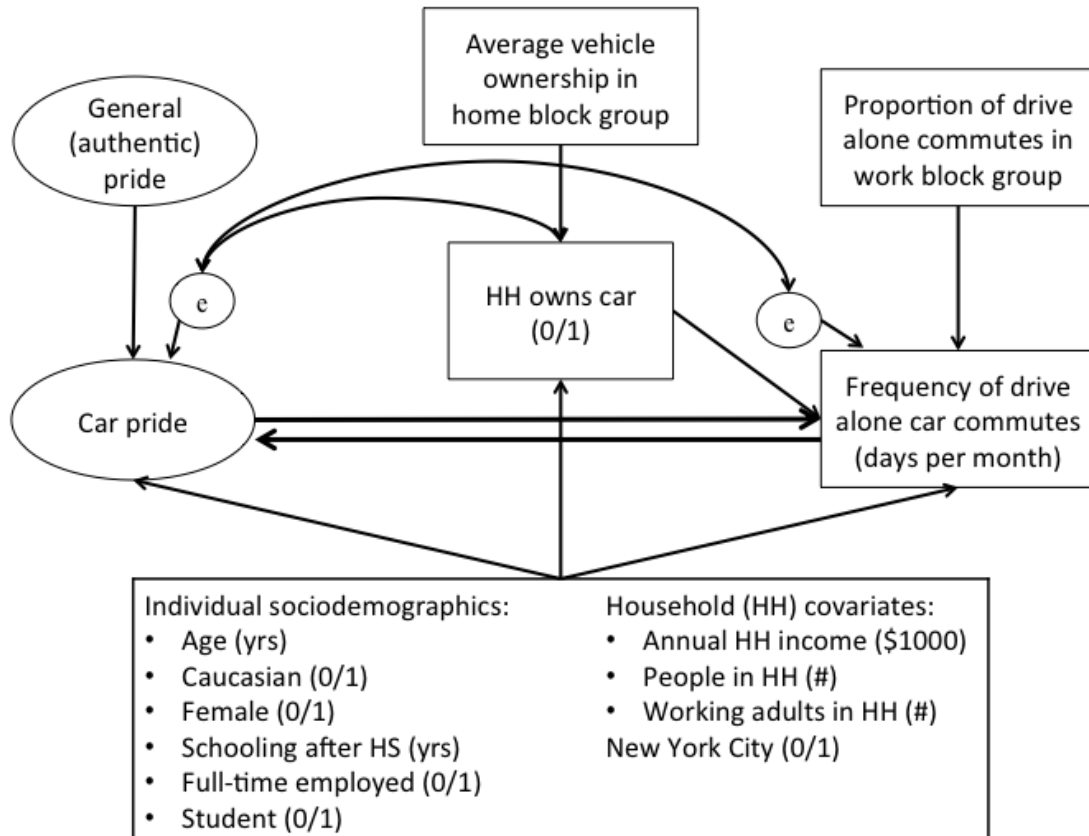 Average vehicle
ownership in
home block group
General
(authentic)
pride
Proportion of drive
alone commutes in
work block group
e
HH owns car
(0/1)
e
Car pride
Frequency of drive
alone car commutes
(days per month)
Individual sociodemographics:
• Age (yrs)
• Caucasian (0/1)
• Female (0/1)
• Schooling after HS (yrs)
• Full-time employed (0/1)
• Student (0/1)
Household (HH) covariates:
• Annual HH income ($1000)
• People in HH (#)
• Working adults in HH (#)
New York City (0/1)